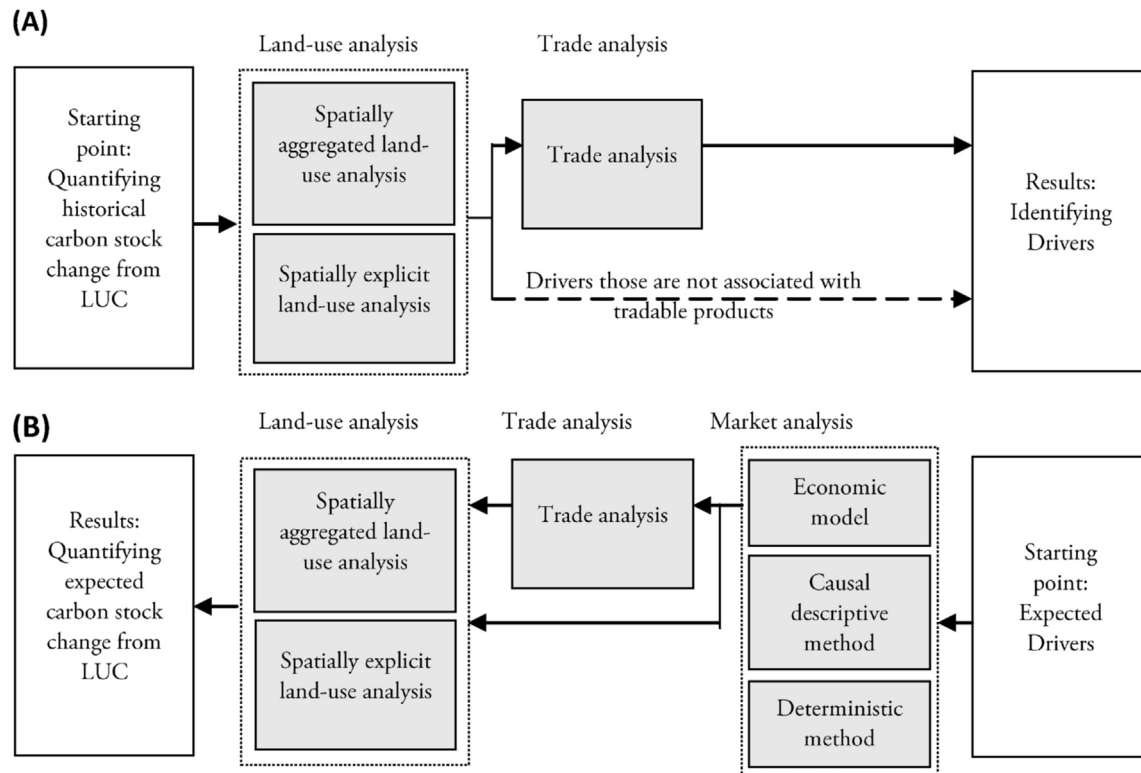 (A)
Land-use analysis
Trade analysis
Starting
point:
Quantifying
historical
carbon stock
change from
LUC
Spatially
aggregated land-
use analysis
Spatially explicit
land-use analysis
Trade analysis
Drivers those are not associated with
tradable products
Results:
Identifying
Drivers
(B)
Land-use analysis
Trade analysis
Market analysis
Results:
Quantifying
expected
carbon stock
change from
LUC
Spatially
aggregated land-
use analysis
Spatially explicit
land-use analysis
Trade analysis
Economic
model
Causal
descriptive
method
Deterministic
method
Starting
point:
Expected
Drivers